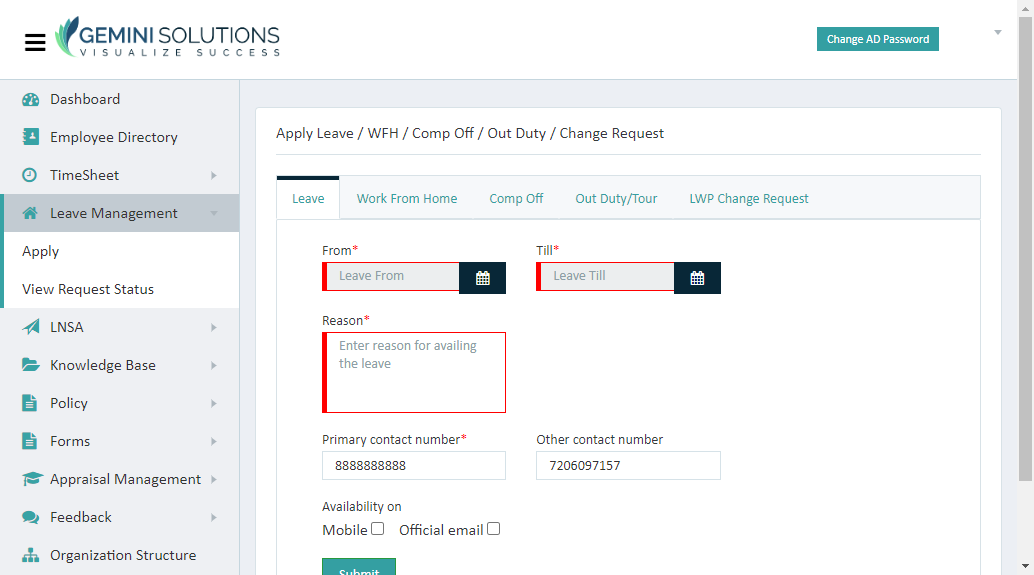 GEMINI SOLUTIONS
VISUALIZE SUCCESS
Change AD Password
Dashboard
Employee Directory
TimeSheet
Leave Management
Apply
View Request Status
LNSA
Knowledge Base
Policy
Forms
Appraisal Management
Feedback
Organization Structure
Apply Leave / WFH / Comp Off / Out Duty / Change Request
Leave Work From Home Comp Off Out Duty/Tour LWP Change Request
From* Till*
Leave From Leave Till
Reason*
Enter reason for availing
the leave
Primary contact number* Other contact number
8888888888 7206097157
Availability on
Mobile Official email
Submit